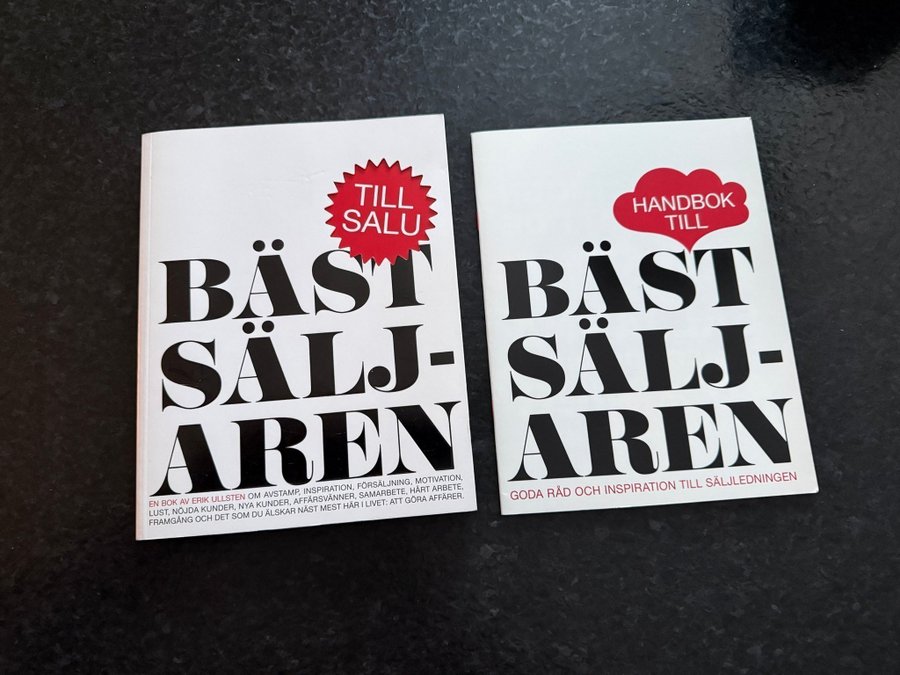 TILL
SALU
BÄST
SÄLJ-
AREN
EN BOK AV ERIK ULLSTEN OM AVSTAMP, INSPIRATION, FÖRSÄLJNING, MOTIVATION,
LUST, NÖJDA KUNDER, NYA KUNDER, AFFÄRSVÄNNER, SAMARBETE, HÅRT ARBETE,
FRAMGÅNG OCH DET SOM DU ÄLSKAR NÄST MEST HÄR I LIVET: ATT GÖRA AFFÄRER.
HANDBOK
TILL
BÄST
SÄLJ-
AREN
GODA RÅD OCH INSPIRATION TILL SÄLJLEDNINGEN